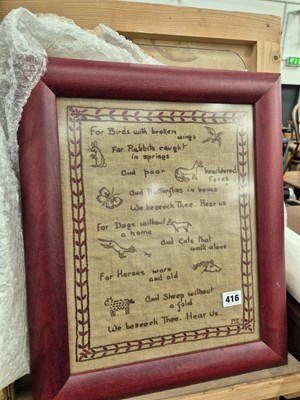 For Birds with broken
wings
For Rabbits caught
in springs
And poor bewildered
Foxes
And Butterflies in boxes
We beseech Thee. Hear us
For Dogs without
a home
And Cats that
walk alone
For Horses worn
and old
And Sheep without
a fold
We beseech Thee. Hear us.
416